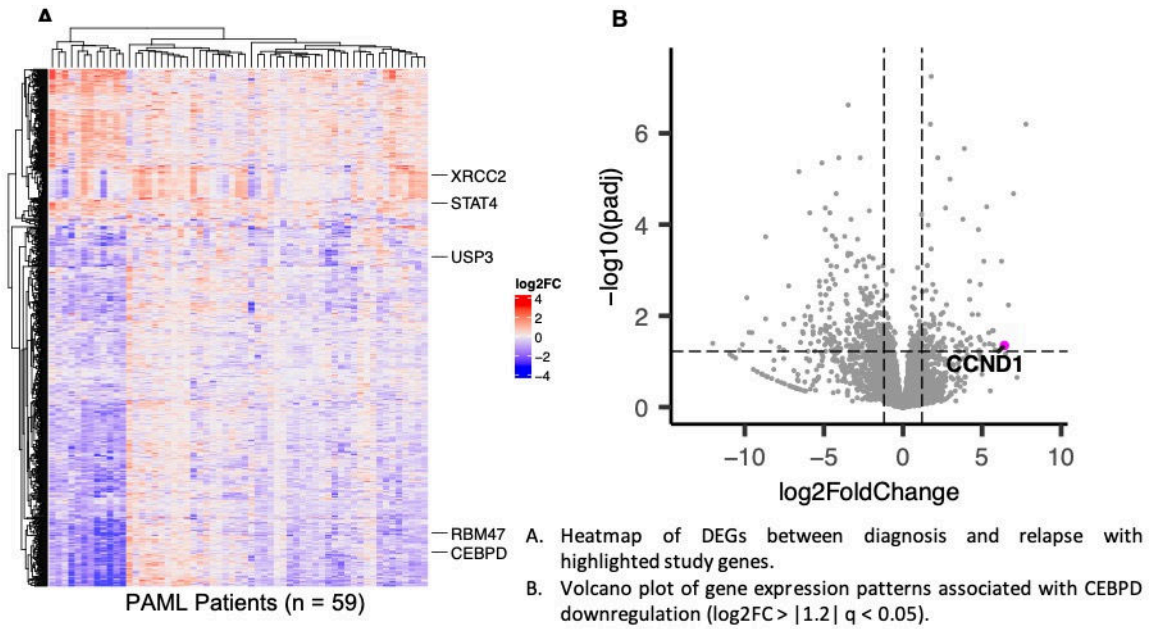 A
XRCC2
STAT4
USP3
log2FC
4
2
0
−2
−4
RBM47
CEBPD
PAML Patients (n = 59)
B
6
4
2
0
−log10(padj)
CCND1
−10 −5 0 5 10
log2FoldChange
A. Heatmap of DEGs between diagnosis and relapse with
highlighted study genes.
B. Volcano plot of gene expression patterns associated with CEBPD
downregulation (log2FC > |1.2| q < 0.05).